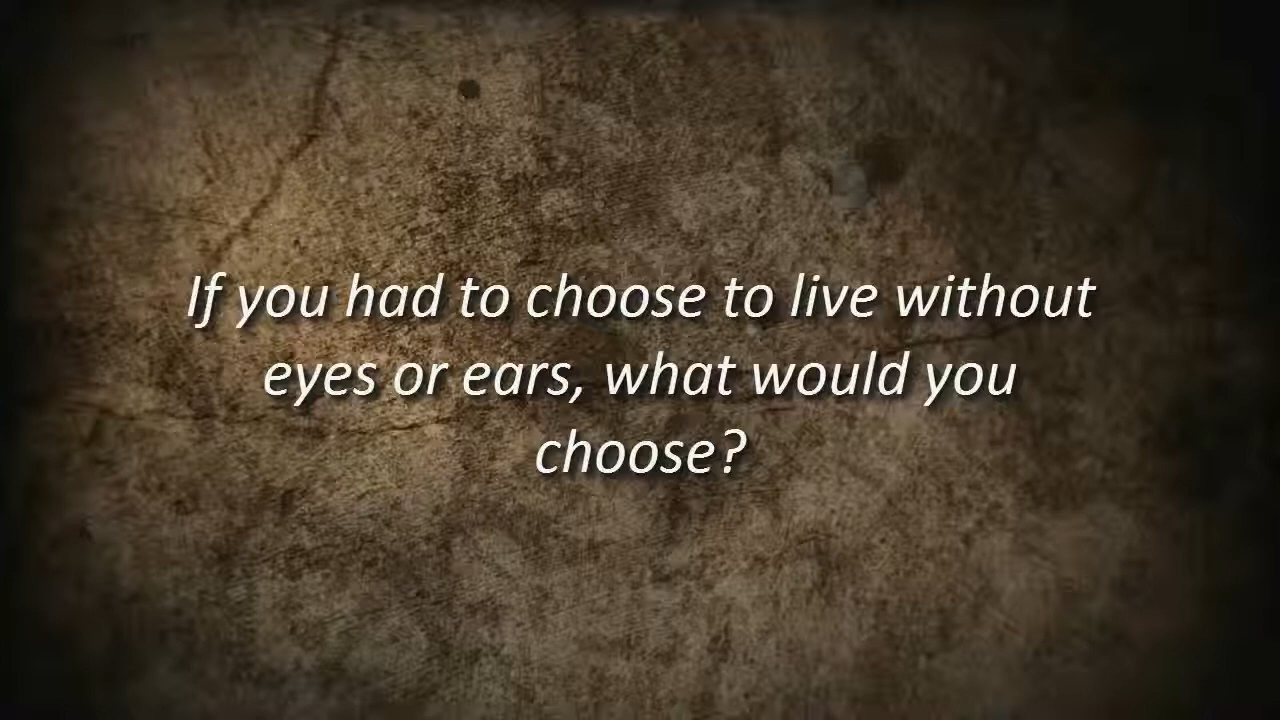 If you had to choose to live without
eyes or ears, what would you
choose?